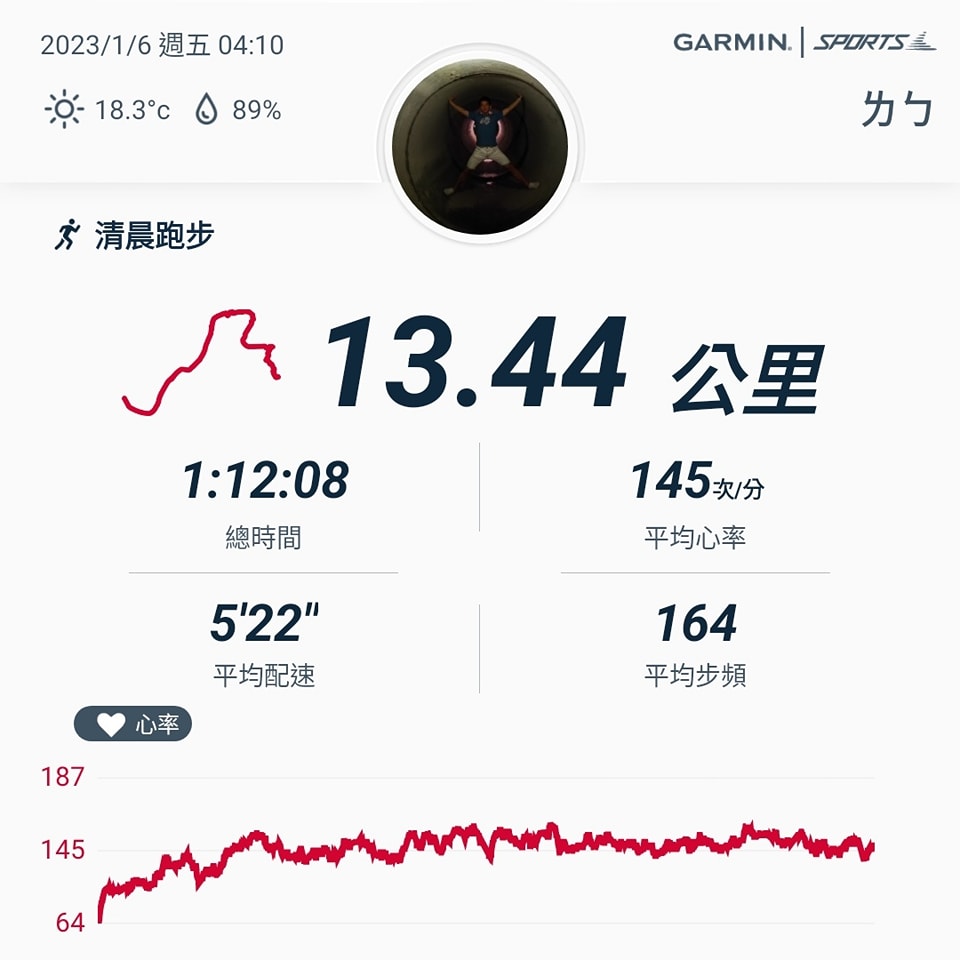 2023/1/6 週五 04:10
GARMIN. | SPORTS
18.3°c 89%
ㄌㄅ
清晨跑步
13.44 公里
1:12:08
總時間
145次/分
平均心率
5'22"
平均配速
164
平均步頻
心率
187
145
64